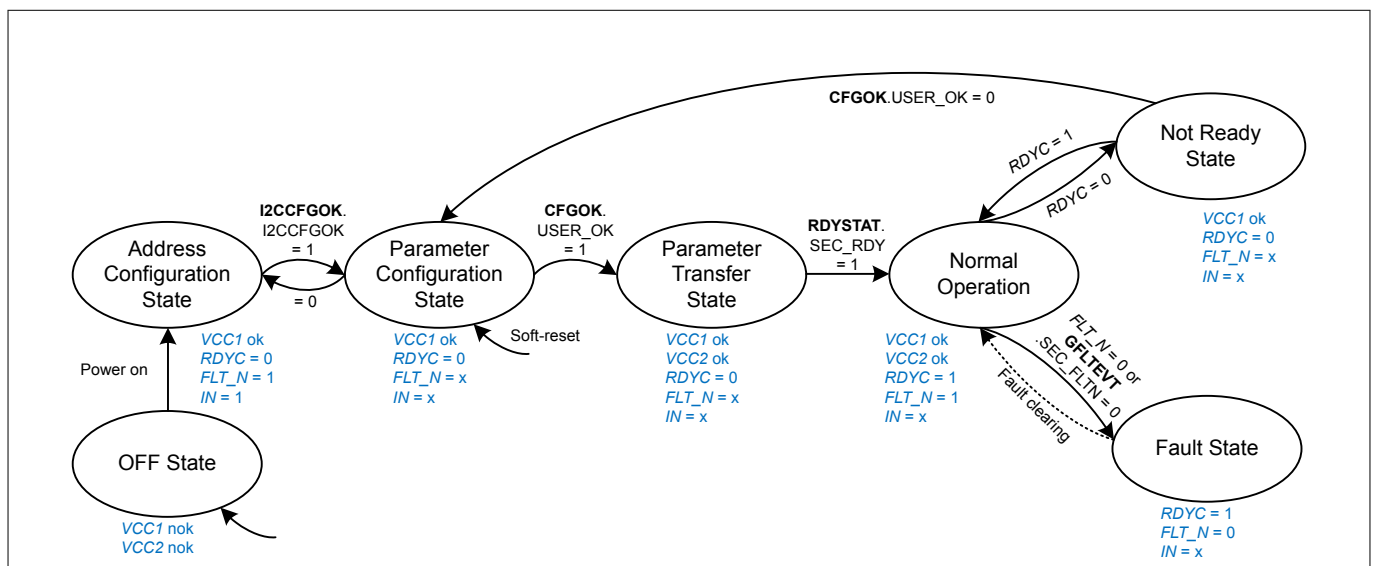 CFGOK.USER_OK = 0
Not Ready
State
RDYC = 1
RDYC = 0
VCC1 ok
RDYC = 0
FLT_N = x
IN = x
I2CCFGOK.
I2CCFGOK
= 1
= 0
CFGOK.
USER_OK
= 1
RDYSTAT.
SEC_RDY
= 1
Address
Configuration
State
VCC1 ok
RDYC = 0
FLT_N = 1
IN = 1
Parameter
Configuration
State
VCC1 ok
RDYC = 0
FLT_N = x
IN = x
Soft-reset
Parameter
Transfer
State
VCC1 ok
VCC2 ok
RDYC = 0
FLT_N = x
IN = x
Normal
Operation
VCC1 ok
VCC2 ok
RDYC = 1
FLT_N = 1
IN = x
FLT_N = 0 or
GFLTEVT
.SEC_FLTN = 0
Fault clearing
Power on
OFF State
VCC1 nok
VCC2 nok
Fault State
RDYC = 1
FLT_N = 0
IN = x